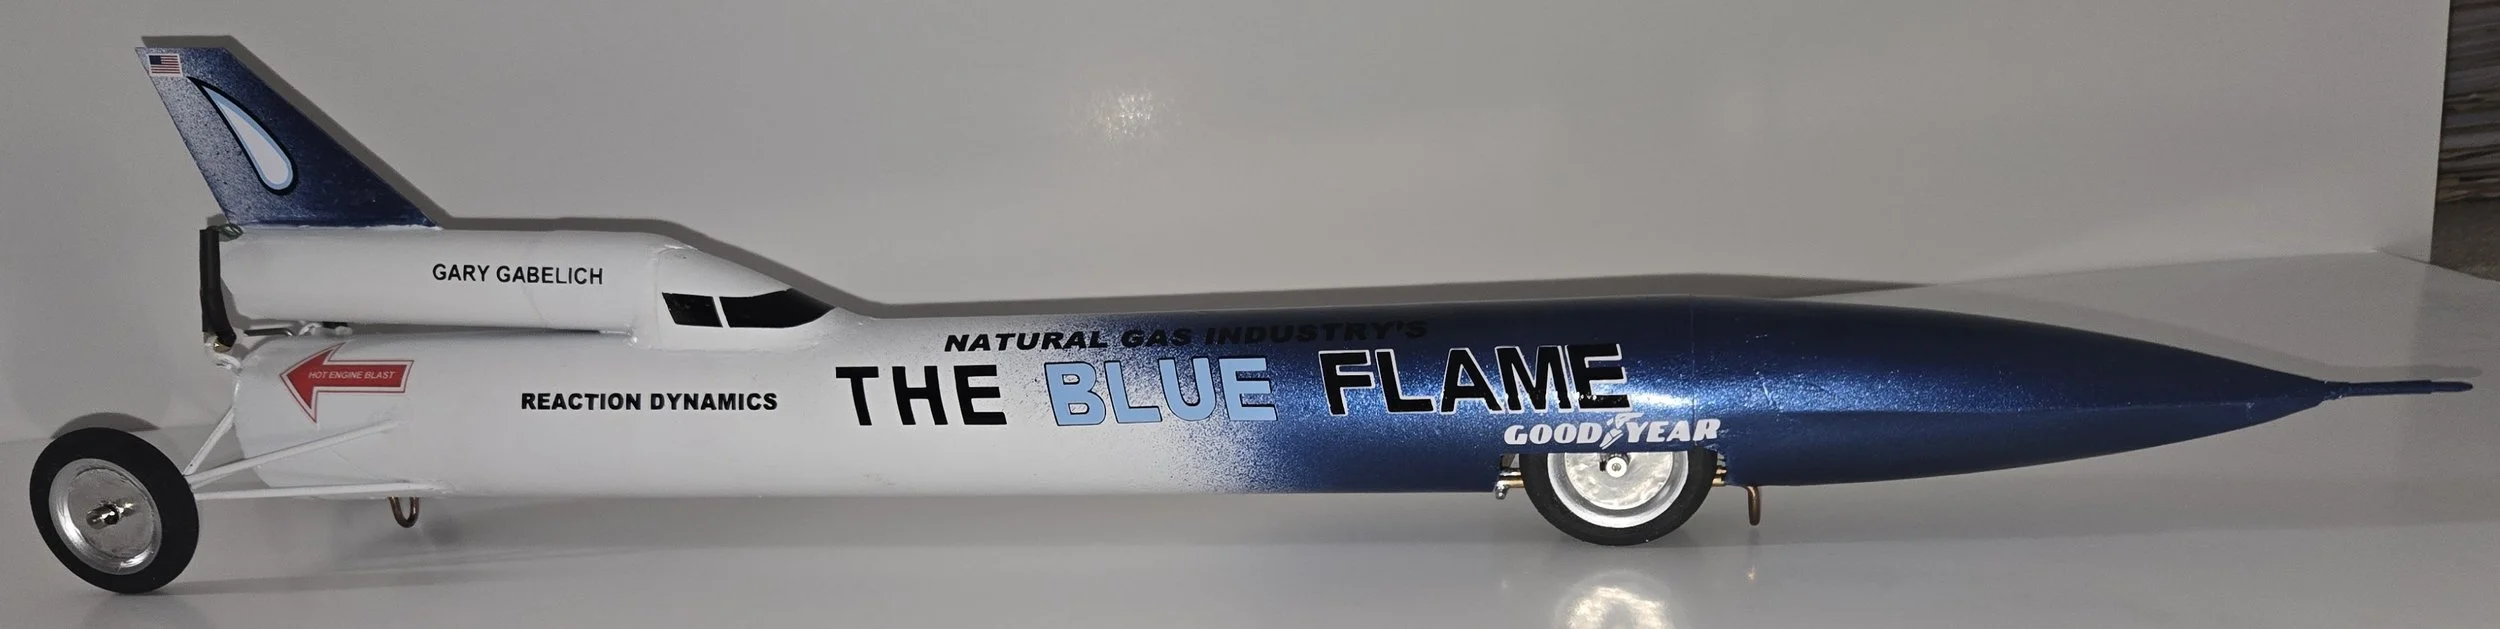 GARY GABELICH
HOT ENGINE BLAST
REACTION DYNAMICS
NATURAL GAS INDUSTRY'S
THE BLUE FLAME
GOODYEAR